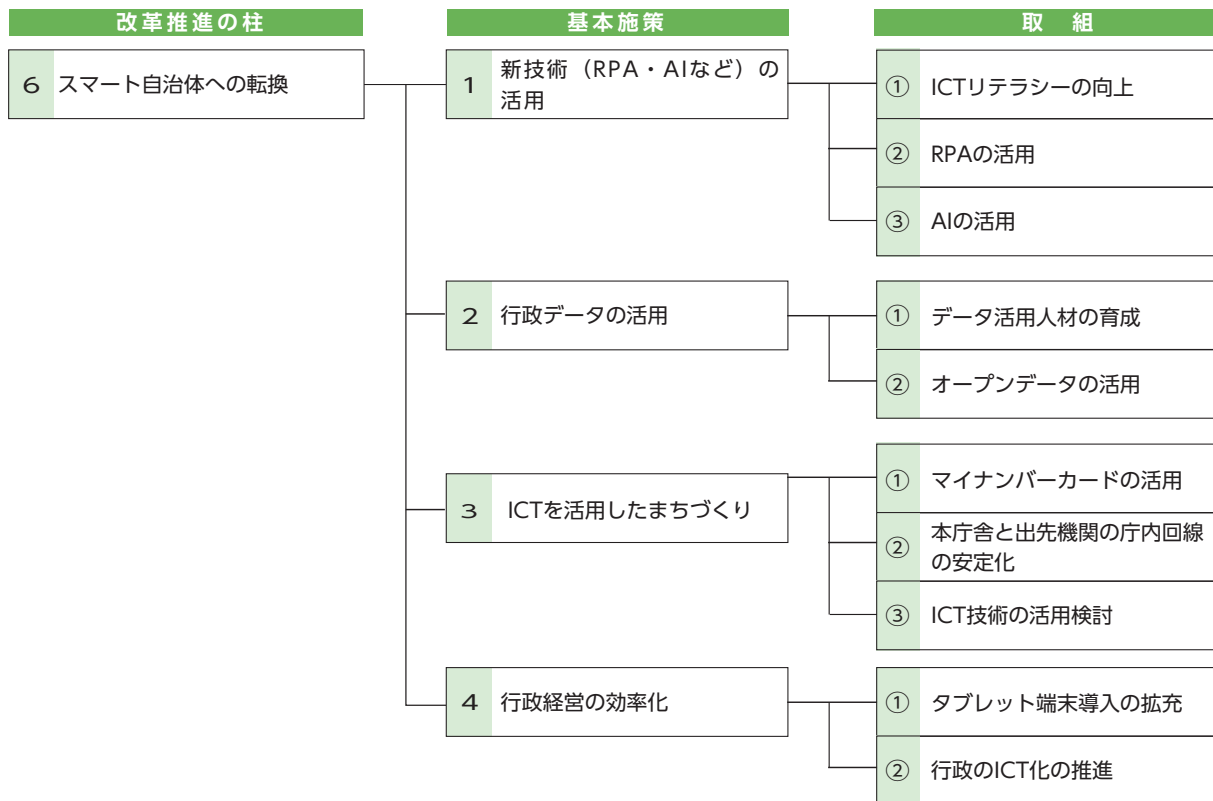 改革推進の柱
基本施策
取 組
6 スマート自治体への転換
1 新技術（RPA・AIなど）の
活用
① ICTリテラシーの向上
② RPAの活用
③ AIの活用
2 行政データの活用
① データ活用人材の育成
② オープンデータの活用
3 ICTを活用したまちづくり
① マイナンバーカードの活用
② 本庁舎と出先機関の庁内回線
の安定化
③ ICT技術の活用検討
4 行政経営の効率化
① タブレット端末導入の拡充
② 行政のICT化の推進